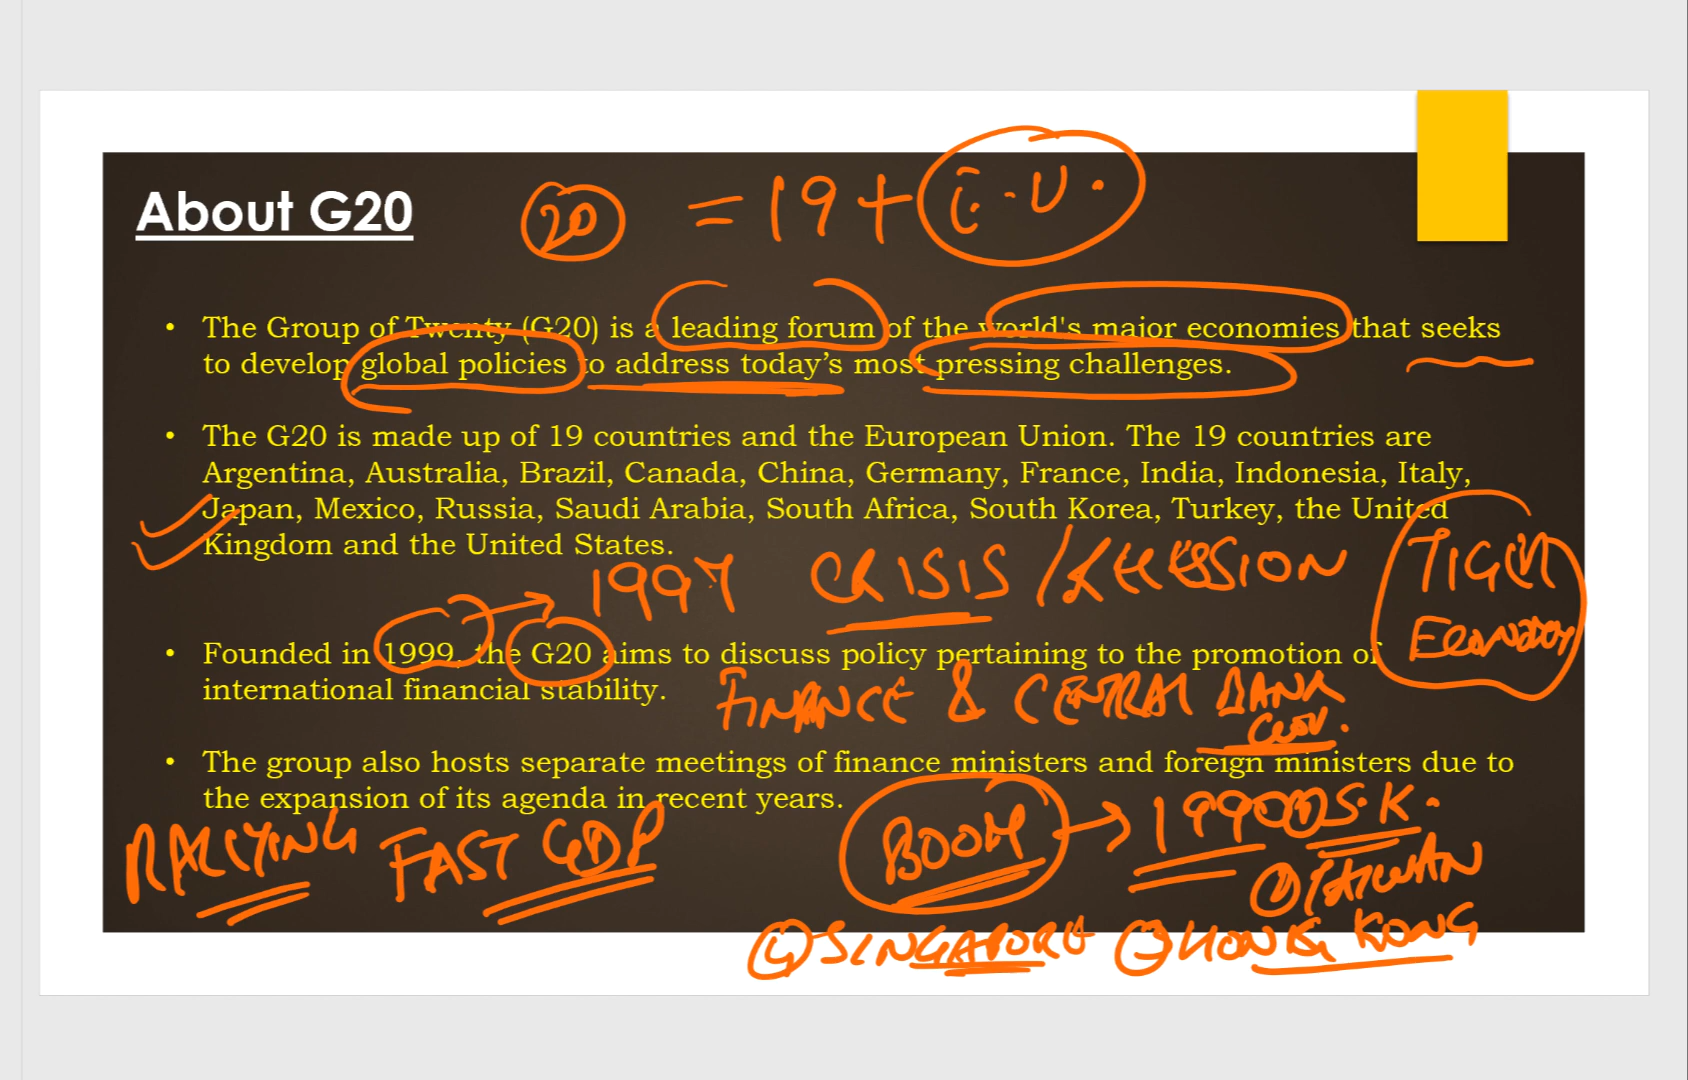 About G20
20 = 19 + E.U.
• The Group of Twenty (G20) is a leading forum of the world's major economies that seeks
to develop global policies to address today’s most pressing challenges.
• The G20 is made up of 19 countries and the European Union. The 19 countries are
Argentina, Australia, Brazil, Canada, China, Germany, France, India, Indonesia, Italy,
Japan, Mexico, Russia, Saudi Arabia, South Africa, South Korea, Turkey, the United
Kingdom and the United States.
1997 CRISIS / RECESSION
TIGER
• Founded in 1999, the G20 aims to discuss policy pertaining to the promotion of
international financial stability.
FINANCE & CENTRAL BANK
• The group also hosts separate meetings of finance ministers and foreign ministers due to
the expansion of its agenda in recent years.
RALLYING FAST GDP
BOOM → 1990 ① S.K.
② TAIWAN
④ SINGAPORE ③ HONG KONG